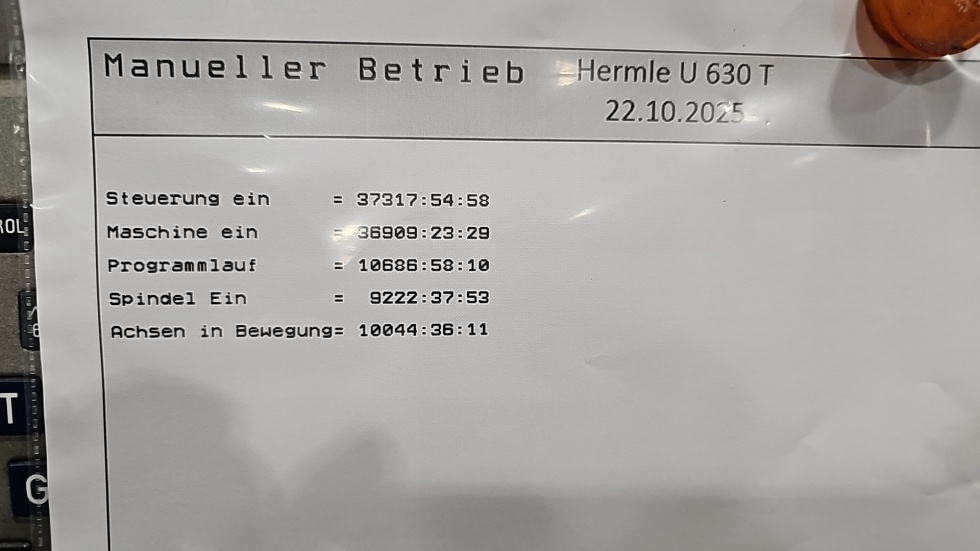 Manueller Betrieb Hermle U 630 T
22.10.2025
Steuerung ein = 37317:54:58
Maschine ein = 36909:23:29
Programmlauf = 10686:58:10
Spindel Ein = 9222:37:53
Achsen in Bewegung= 10044:36:11
ROL
T
G